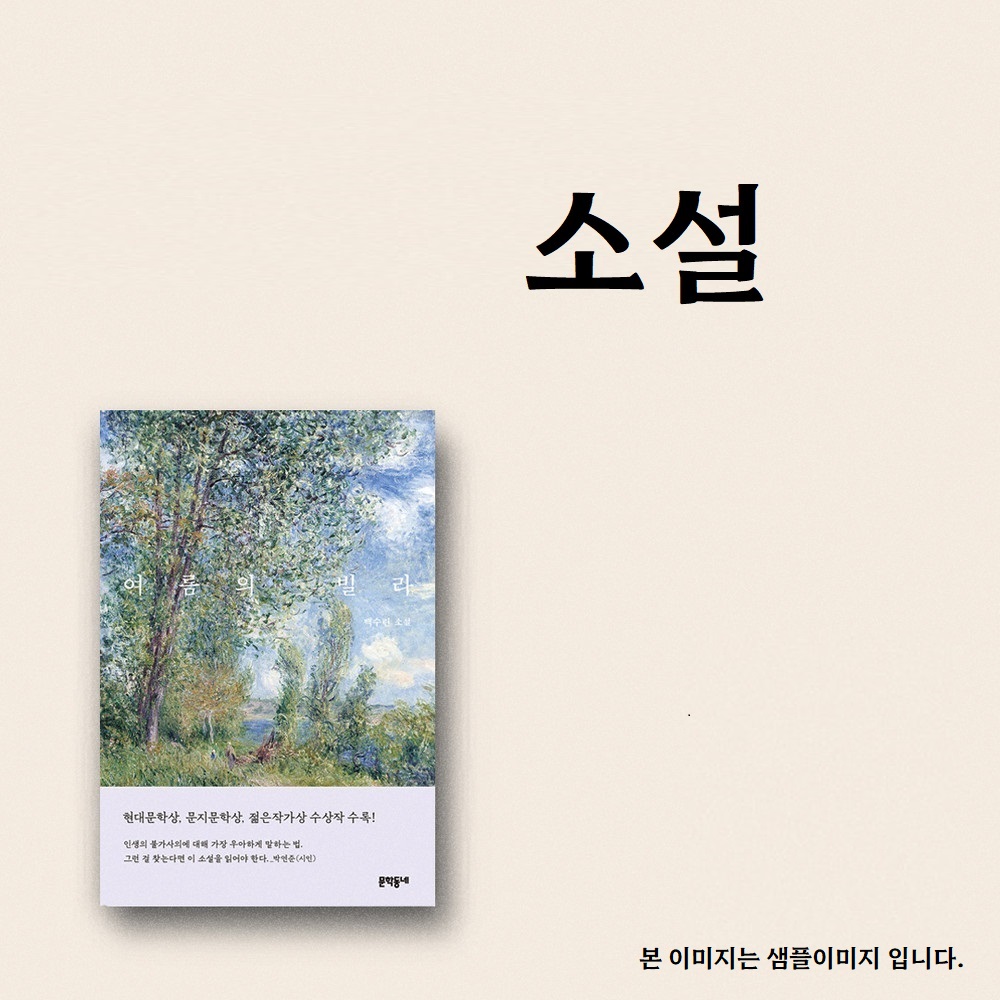 소설
여름의 빌라
백수린 소설
현대문학상, 문지문학상, 젊은작가상 수상작 수록!
인생의 불가사의에 대해 가장 우아하게 말하는 법.
그런 걸 찾는다면 이 소설을 읽어야 한다._박연준(시인)
문학동네
본 이미지는 샘플이미지 입니다.